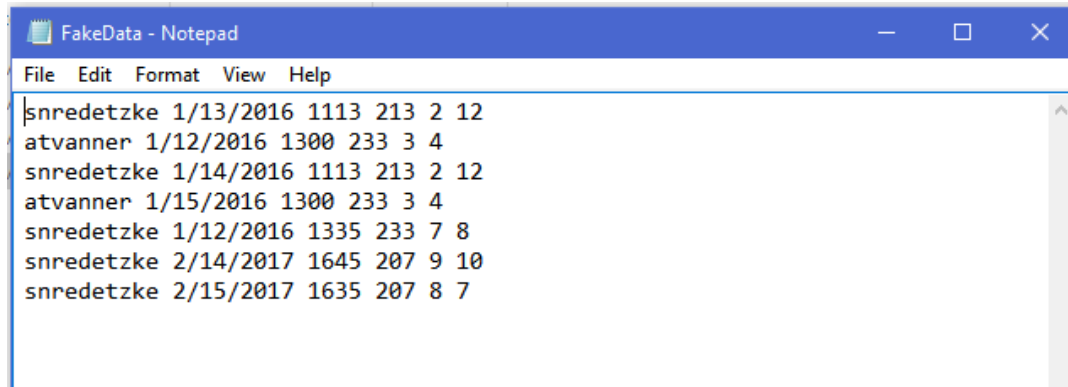 FakeData - Notepad
File Edit Format View Help
snredetzke 1/13/2016 1113 213 2 12
atvanner 1/12/2016 1300 233 3 4
snredetzke 1/14/2016 1113 213 2 12
atvanner 1/15/2016 1300 233 3 4
snredetzke 1/12/2016 1335 233 7 8
snredetzke 2/14/2017 1645 207 9 10
snredetzke 2/15/2017 1635 207 8 7